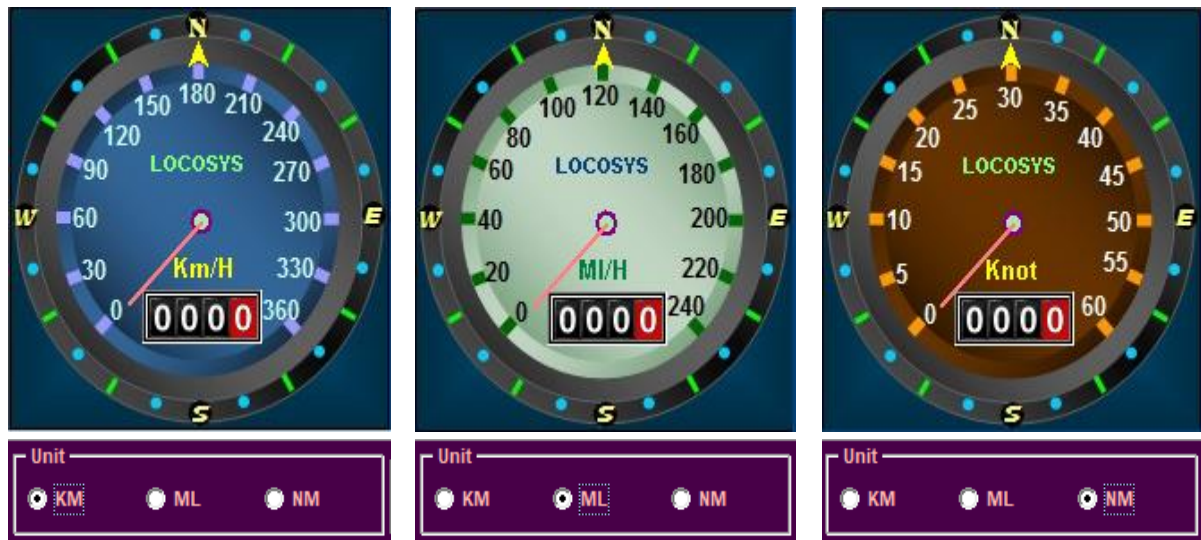 N
180
150 210
120 240
LOCOSYS
90 270
W 60 300 E
Km/H
30 330
0 0000 360
S
Unit
KM ML NM
N
120
100 140
80 160
LOCOSYS
60 180
W 40 200 E
MI/H
20 220
0 0000 240
S
Unit
KM ML NM
N
30
25 35
20 40
LOCOSYS
15 45
W 10 50 E
Knot
5 55
0 0000 60
S
Unit
KM ML NM